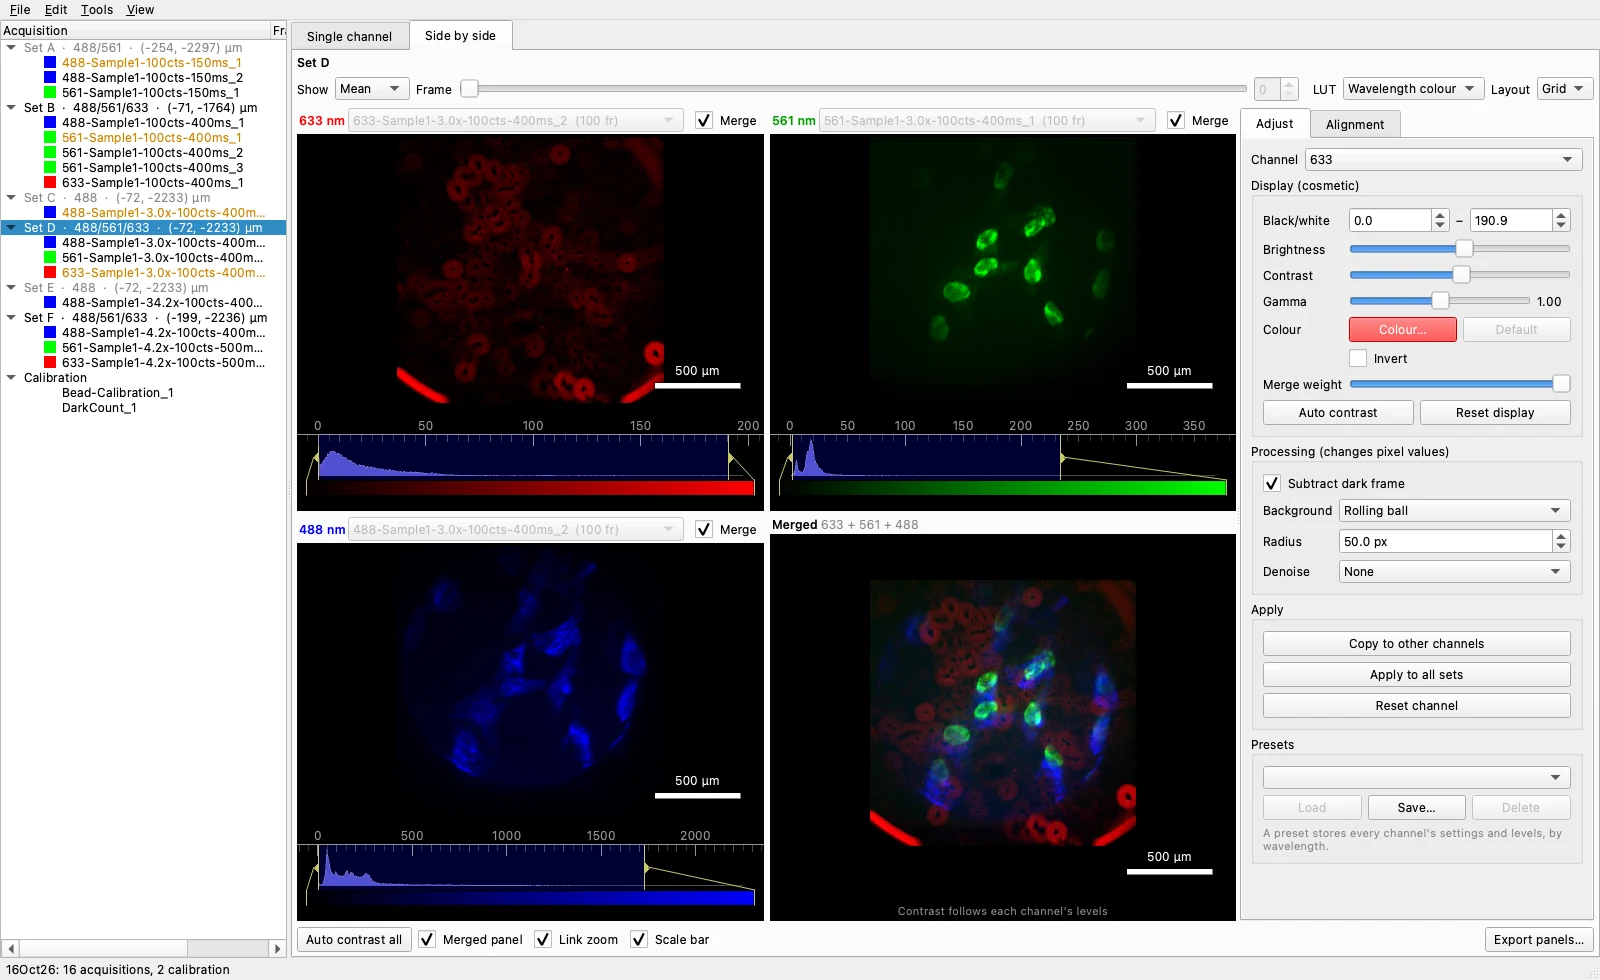 File Edit Tools View
Acquisition Fr
Set A · 488/561 · (-254, -2297) µm
488-Sample1-100cts-150ms_1
488-Sample1-100cts-150ms_2
561-Sample1-100cts-150ms_1
Set B · 488/561/633 · (-71, -1764) µm
488-Sample1-100cts-400ms_1
561-Sample1-100cts-400ms_1
561-Sample1-100cts-400ms_2
561-Sample1-100cts-400ms_3
633-Sample1-100cts-400ms_1
Set C · 488 · (-72, -2233) µm
488-Sample1-3.0x-100cts-400m...
Set D · 488/561/633 · (-72, -2233) µm
488-Sample1-3.0x-100cts-400m...
561-Sample1-3.0x-100cts-400m...
633-Sample1-3.0x-100cts-400m...
Set E · 488 · (-72, -2233) µm
488-Sample1-34.2x-100cts-400...
Set F · 488/561/633 · (-199, -2236) µm
488-Sample1-4.2x-100cts-400m...
561-Sample1-4.2x-100cts-500m...
633-Sample1-4.2x-100cts-500m...
Calibration
Bead-Calibration_1
DarkCount_1
Single channel Side by side
Set D
Show Mean Frame 0 LUT Wavelength colour Layout Grid
633 nm 633-Sample1-3.0x-100cts-400ms_2 (100 fr) Merge
500 µm
0 50 100 150 200
561 nm 561-Sample1-3.0x-100cts-400ms_1 (100 fr) Merge
500 µm
0 50 100 150 200 250 300 350
488 nm 488-Sample1-3.0x-100cts-400ms_2 (100 fr) Merge
500 µm
0 500 1000 1500 2000
Merged 633 + 561 + 488
500 µm
Contrast follows each channel's levels
Auto contrast all Merged panel Link zoom Scale bar
Adjust Alignment
Channel 633
Display (cosmetic)
Black/white 0.0 – 190.9
Brightness
Contrast
Gamma 1.00
Colour Colour... Default
Invert
Merge weight
Auto contrast Reset display
Processing (changes pixel values)
Subtract dark frame
Background Rolling ball
Radius 50.0 px
Denoise None
Apply
Copy to other channels
Apply to all sets
Reset channel
Presets
Load Save... Delete
A preset stores every channel's settings and levels, by
wavelength.
Export panels...
16Oct26: 16 acquisitions, 2 calibration